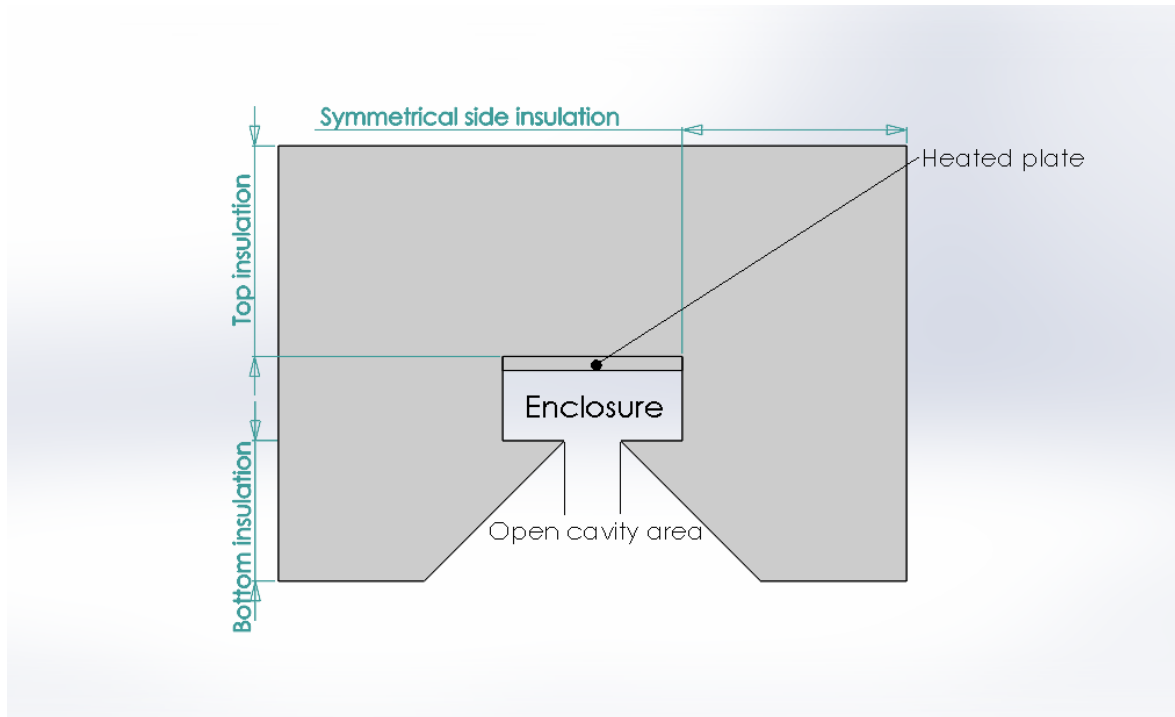 Symmetrical side insulation
Heated plate
Top insulation
Enclosure
Bottom insulation
Open cavity area